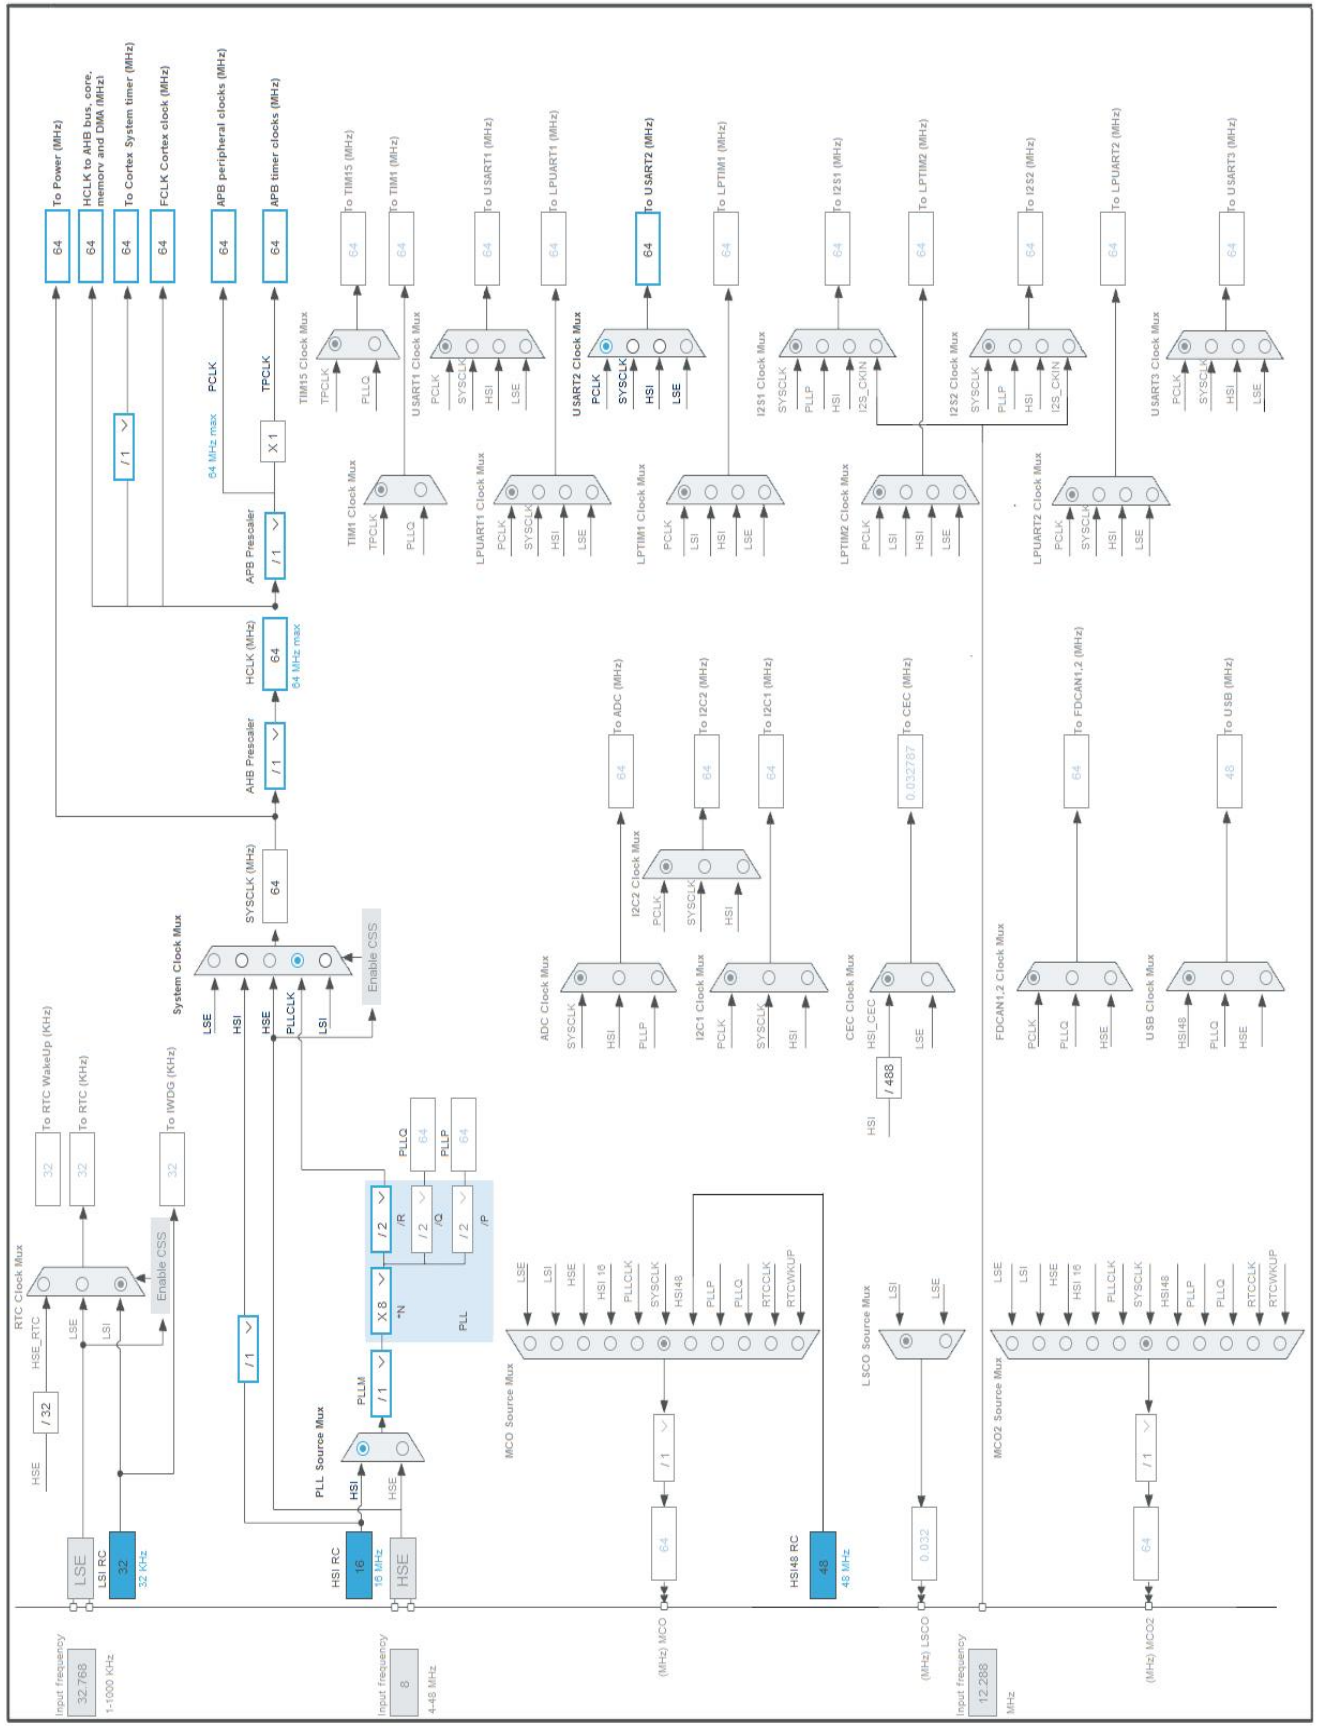 Input frequency
32.768
1-1000 KHz
LSE
LSI RC
32
32 KHz
HSE
/ 32
HSE_RTC
LSE
LSI
RTC Clock Mux
Enable CSS
32
To RTC WakeUp (KHz)
32
To RTC (KHz)
32
To IWDG (KHz)
Input frequency
8
4-48 MHz
HSI RC
16
16 MHz
HSE
HSI
HSE
PLL Source Mux
PLLM
/ 1
/ 1
X 8
*N
PLL
/ 2
/R
/ 2
/Q
/ 2
/P
PLLQ
64
PLLP
64
System Clock Mux
LSE
HSI
HSE
PLLCLK
LSI
Enable CSS
SYSCLK (MHz)
64
AHB Prescaler
/ 1
HCLK (MHz)
64
64 MHz max
APB Prescaler
/ 1
/ 1
X 1
64 MHz max
PCLK
TPCLK
64
To Power (MHz)
64
HCLK to AHB bus, core,
memory and DMA (MHz)
64
To Cortex System timer (MHz)
64
FCLK Cortex clock (MHz)
64
APB peripheral clocks (MHz)
64
APB timer clocks (MHz)
TIM15 Clock Mux
TPCLK
PLLQ
64
To TIM15 (MHz)
TIM1 Clock Mux
TPCLK
PLLQ
64
To TIM1 (MHz)
USART1 Clock Mux
PCLK
SYSCLK
HSI
LSE
64
To USART1 (MHz)
LPUART1 Clock Mux
PCLK
SYSCLK
HSI
LSE
64
To LPUART1 (MHz)
USART2 Clock Mux
PCLK
SYSCLK
HSI
LSE
64
To USART2 (MHz)
LPTIM1 Clock Mux
PCLK
LSI
HSI
LSE
64
To LPTIM1 (MHz)
I2S1 Clock Mux
SYSCLK
PLLP
HSI
I2S_CKIN
64
To I2S1 (MHz)
LPTIM2 Clock Mux
PCLK
LSI
HSI
LSE
64
To LPTIM2 (MHz)
I2S2 Clock Mux
SYSCLK
PLLP
HSI
I2S_CKIN
64
To I2S2 (MHz)
LPUART2 Clock Mux
PCLK
SYSCLK
HSI
LSE
64
To LPUART2 (MHz)
USART3 Clock Mux
PCLK
SYSCLK
HSI
LSE
64
To USART3 (MHz)
ADC Clock Mux
SYSCLK
HSI
PLLP
64
To ADC (MHz)
I2C2 Clock Mux
PCLK
SYSCLK
HSI
64
To I2C2 (MHz)
I2C1 Clock Mux
PCLK
SYSCLK
HSI
64
To I2C1 (MHz)
HSI
/ 488
CEC Clock Mux
HSI_CEC
LSE
0.032787
To CEC (MHz)
FDCAN1,2 Clock Mux
PCLK
PLLQ
HSE
64
To FDCAN1,2 (MHz)
USB Clock Mux
HSI48
PLLQ
HSE
48
To USB (MHz)
(MHz) MCO
64
/ 1
MCO Source Mux
LSE
LSI
HSE
HSI 16
PLLCLK
SYSCLK
HSI48
PLLP
PLLQ
RTCCLK
RTCWKUP
HSI48 RC
48
48 MHz
(MHz) LSCO
0.032
LSCO Source Mux
LSI
LSE
Input frequency
12.288
MHz
(MHz) MCO2
64
/ 1
MCO2 Source Mux
LSE
LSI
HSE
HSI 16
PLLCLK
SYSCLK
HSI48
PLLP
PLLQ
RTCCLK
RTCWKUP